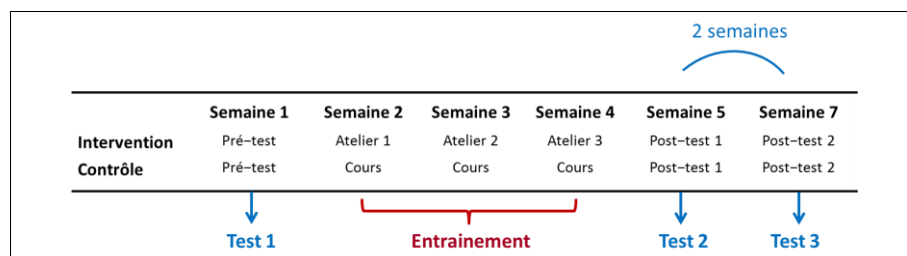 2 semaines
Semaine 1 Semaine 2 Semaine 3 Semaine 4 Semaine 5 Semaine 7
Intervention Pré-test Atelier 1 Atelier 2 Atelier 3 Post-test 1 Post-test 2
Contrôle Pré-test Cours Cours Cours Post-test 1 Post-test 2
Test 1 Entrainement Test 2 Test 3